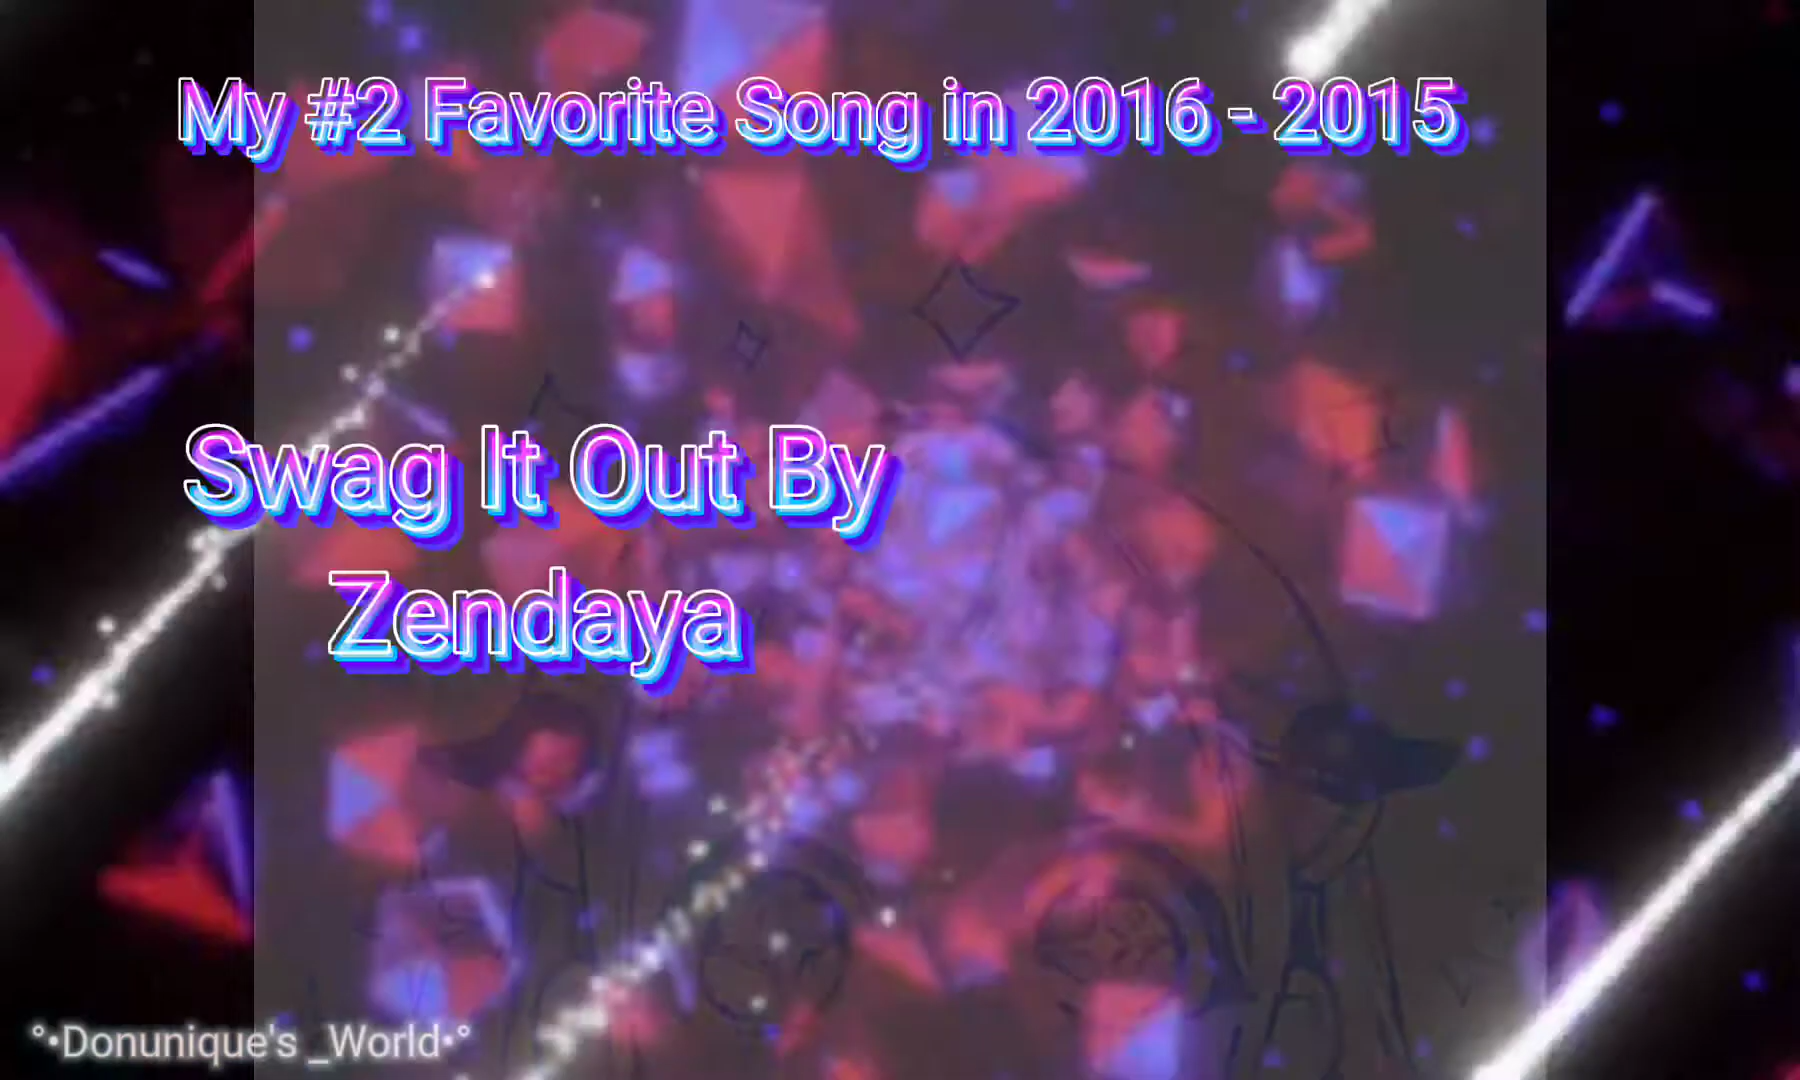 My #2 Favorite Song in 2016 - 2015
Swag It Out By
Zendaya
°•Donunique's _World•°